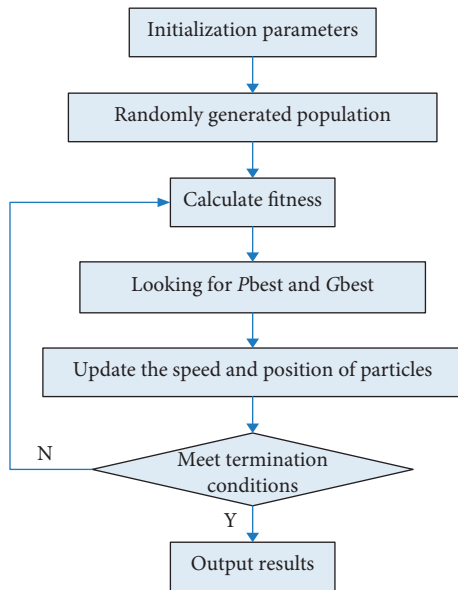 Initialization parameters
Randomly generated population
Calculate fitness
Looking for Pbest and Gbest
Update the speed and position of particles
N
Meet termination
conditions
Y
Output results